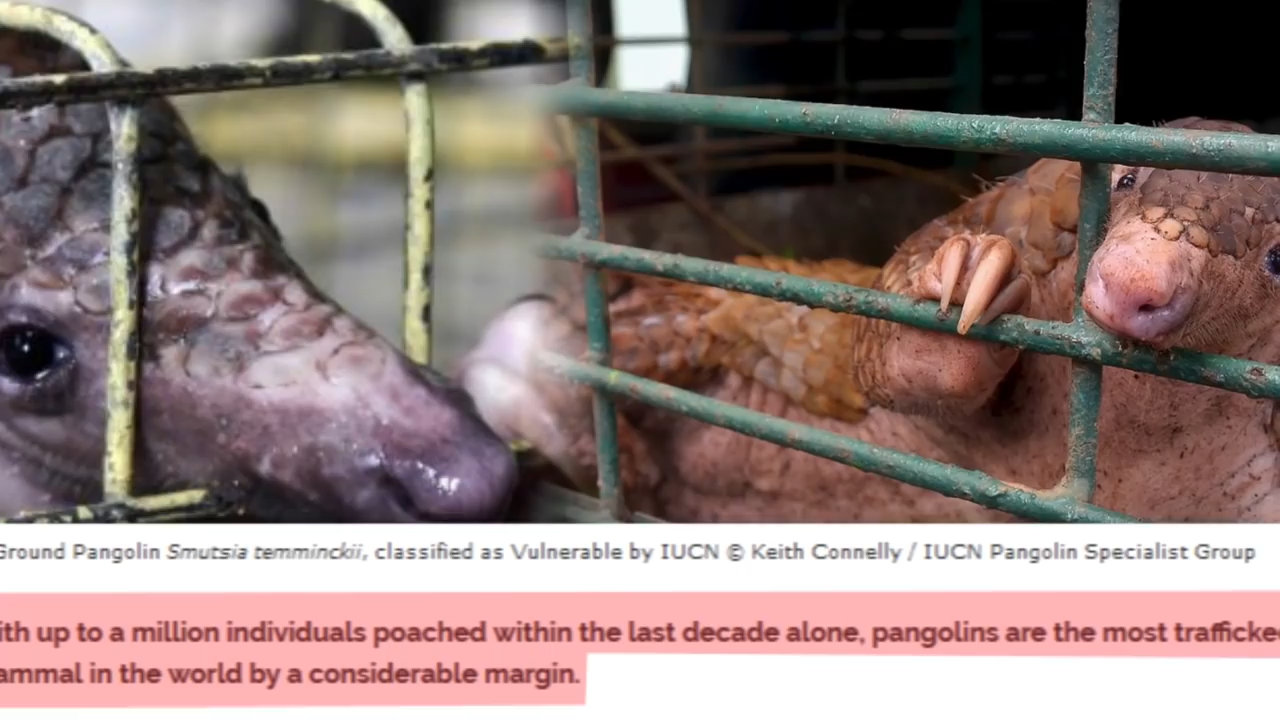 Ground Pangolin Smutsia temminckii, classified as Vulnerable by IUCN © Keith Connelly / IUCN Pangolin Specialist Group
ith up to a million individuals poached within the last decade alone, pangolins are the most trafficke
ammal in the world by a considerable margin.